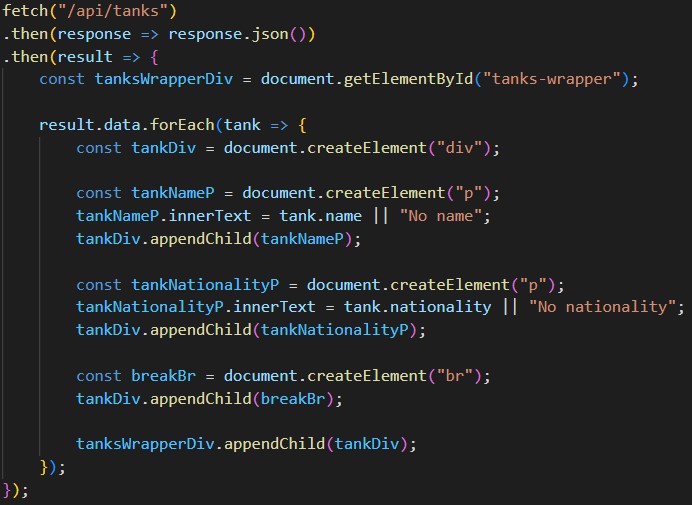 fetch("/api/tanks")
.then(response => response.json())
.then(result => {
    const tanksWrapperDiv = document.getElementById("tanks-wrapper");

    result.data.forEach(tank => {
        const tankDiv = document.createElement("div");

        const tankNameP = document.createElement("p");
        tankNameP.innerText = tank.name || "No name";
        tankDiv.appendChild(tankNameP);

        const tankNationalityP = document.createElement("p");
        tankNationalityP.innerText = tank.nationality || "No nationality";
        tankDiv.appendChild(tankNationalityP);

        const breakBr = document.createElement("br");
        tankDiv.appendChild(breakBr);

        tanksWrapperDiv.appendChild(tankDiv);
    });
});